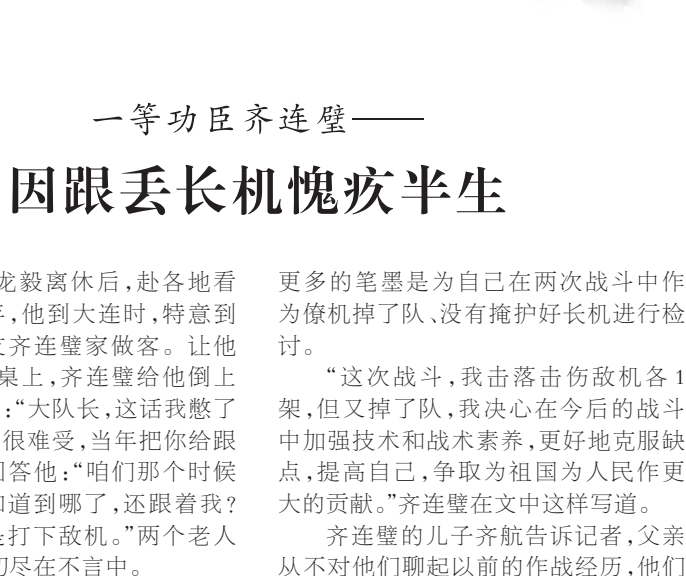 一等功臣齐连璧——
因跟丢长机愧疚半生
龙毅离休后,赴各地看
,他到大连时,特意到
齐连璧家做客。让他
桌上,齐连璧给他倒上
:“大队长,这话我憋了
很难受,当年把你给跟
答他:“咱们那个时候
道到哪了,还跟着我?
打下敌机。”两个老人
尽在不言中。
更多的笔墨是为自己在两次战斗中作
为僚机掉了队、没有掩护好长机进行检
讨。
“这次战斗,我击落击伤敌机各1
架,但又掉了队,我决心在今后的战斗
中加强技术和战术素养,更好地克服缺
点,提高自己,争取为祖国为人民作更
大的贡献。”齐连璧在文中这样写道。
齐连璧的儿子齐航告诉记者,父亲
从不对他们聊起以前的作战经历,他们